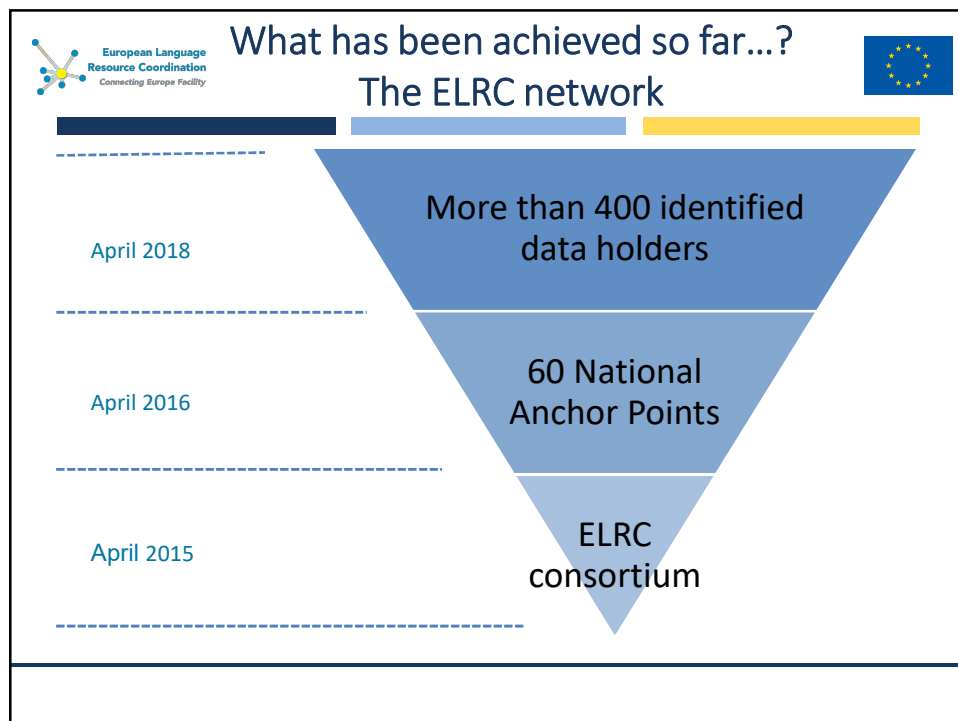 European Language
Resource Coordination
Connecting Europe Facility
What has been achieved so far...?
The ELRC network
April 2018
More than 400 identified
data holders
April 2016
60 National
Anchor Points
April 2015
ELRC
consortium